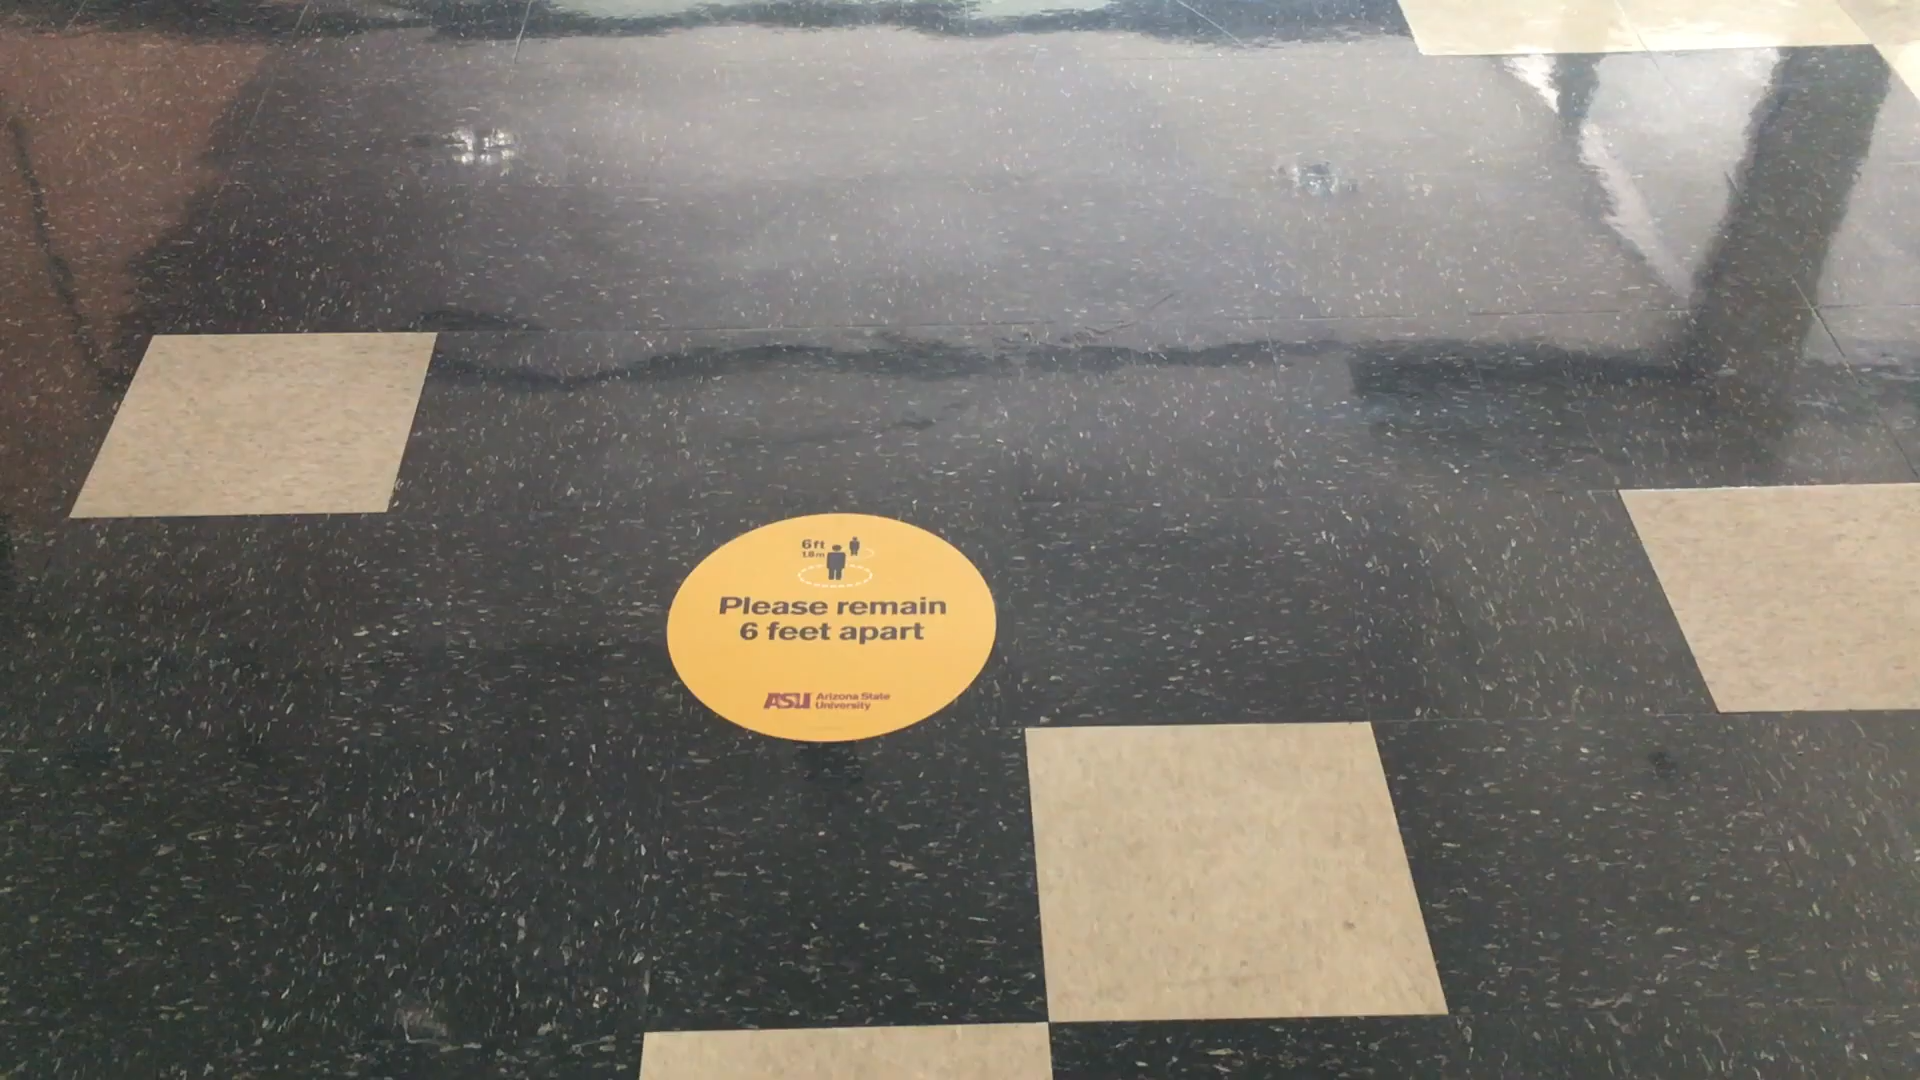 6ft
1.8m
Please remain
6 feet apart
ASU Arizona State
University